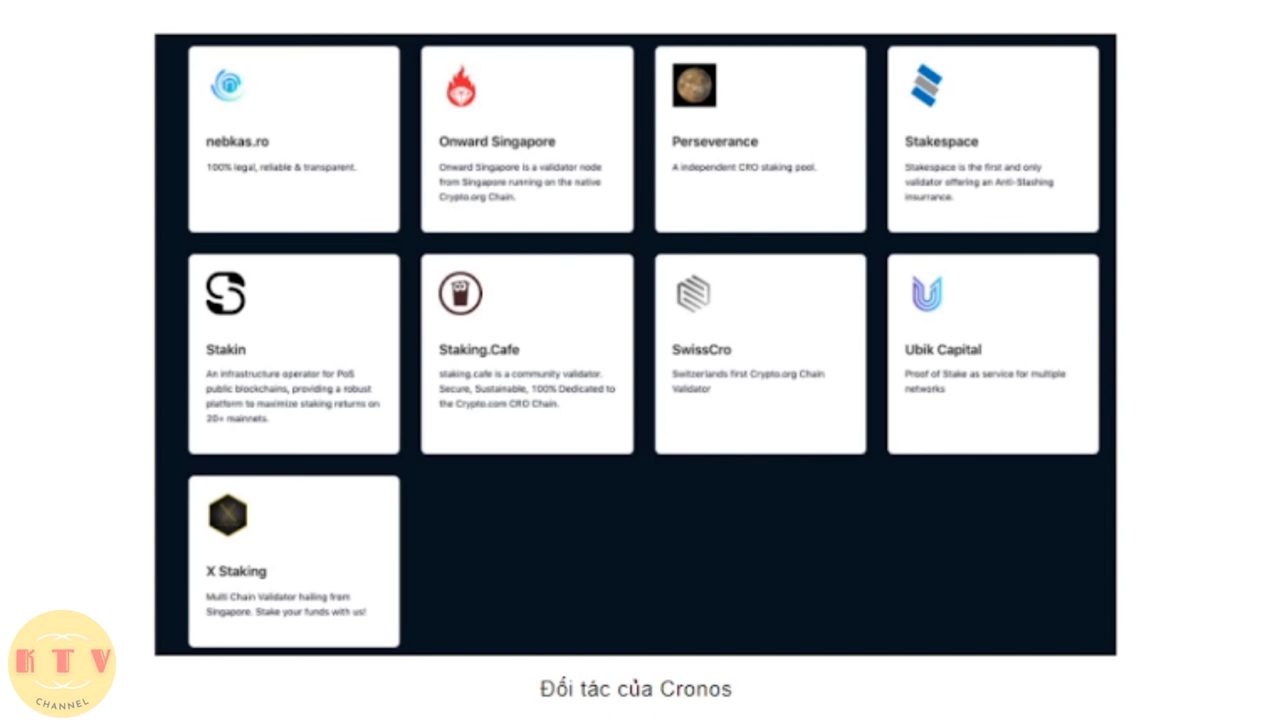 nebkas.ro
100% legal, reliable & transparent.
Onward Singapore
Onward Singapore is a validator node
from Singapore running on the native
Crypto.org Chain.
Perseverance
A independent CRO staking pool.
Stakespace
Stakespace is the first and only
validator offering an Anti-Slashing
insurrance.
Stakin
An infrastructure operator for PoS
public blockchains, providing a robust
platform to maximize staking returns on
20+ mainnets.
Staking.Cafe
staking.cafe is a community validator.
Secure, Sustainable, 100% Dedicated to
the Crypto.com CRO Chain.
SwissCro
Switzerlands first Crypto.org Chain
Validator
Ubik Capital
Proof of Stake as service for multiple
networks
X Staking
Multi Chain Validator hailing from
Singapore. Stake your funds with us!
KTV
CHANNEL
Đối tác của Cronos